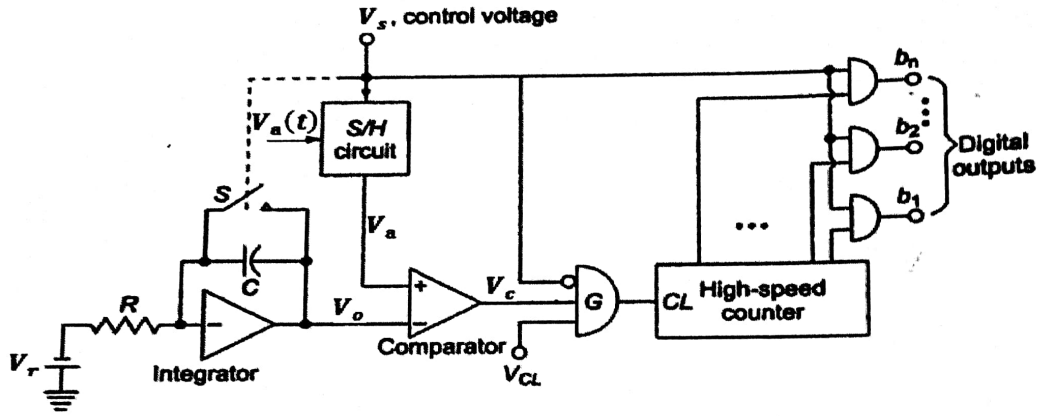 V_s, control voltage
b_n
V_a(t)
S/H
circuit
b_2
Digital
outputs
S
b_1
V_a
C
R
V_o
+
−
V_c
G
CL
High-speed
counter
−
V_r
Integrator
Comparator
V_CL